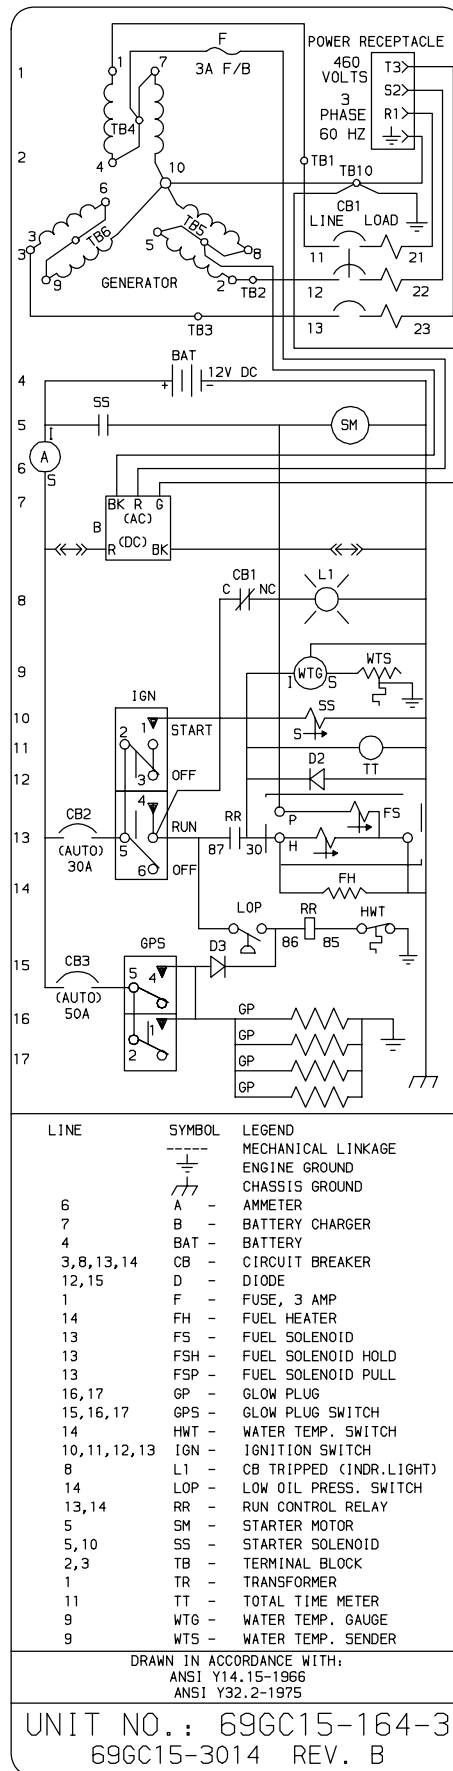 1
1 7 F
3A F/B
POWER RECEPTACLE
460
VOLTS
3
PHASE
60 HZ
T3
S2
R1
TB4
2
4
10
TB1
TB10
6
CB1
LINE LOAD
3
3
TB6
5
TB5
8
11 21
9
GENERATOR
2
TB2
12 22
TB3
13 23
4
BAT
+ - 12V DC
5
SS
SM
I
A
S
6
7
BK R G
(AC)
B
(DC)
R BK
8
C CB1 NC
L1
9
I WTG S
WTS
IGN
10
1 START
S SS
11
2
TT
12
3 OFF
D2
4
P FS
13
CB2
(AUTO)
30A
5
RUN
RR
87 30
H
6 OFF
14
FH
LOP
RR
86 85
HWT
15
CB3
(AUTO)
50A
GPS
5 4
D3
16
1
GP
2
GP
17
GP
GP
LINE SYMBOL LEGEND
----- MECHANICAL LINKAGE
ENGINE GROUND
CHASSIS GROUND
6 A - AMMETER
7 B - BATTERY CHARGER
4 BAT - BATTERY
3,8,13,14 CB - CIRCUIT BREAKER
12,15 D - DIODE
1 F - FUSE, 3 AMP
14 FH - FUEL HEATER
13 FS - FUEL SOLENOID
13 FSH - FUEL SOLENOID HOLD
13 FSP - FUEL SOLENOID PULL
16,17 GP - GLOW PLUG
15,16,17 GPS - GLOW PLUG SWITCH
14 HWT - WATER TEMP. SWITCH
10,11,12,13 IGN - IGNITION SWITCH
8 L1 - CB TRIPPED (INDR.LIGHT)
14 LOP - LOW OIL PRESS. SWITCH
13,14 RR - RUN CONTROL RELAY
5 SM - STARTER MOTOR
5,10 SS - STARTER SOLENOID
2,3 TB - TERMINAL BLOCK
1 TR - TRANSFORMER
11 TT - TOTAL TIME METER
9 WTG - WATER TEMP. GAUGE
9 WTS - WATER TEMP. SENDER
DRAWN IN ACCORDANCE WITH:
ANSI Y14.15-1966
ANSI Y32.2-1975
UNIT NO.: 69GC15-164-3
69GC15-3014 REV. B